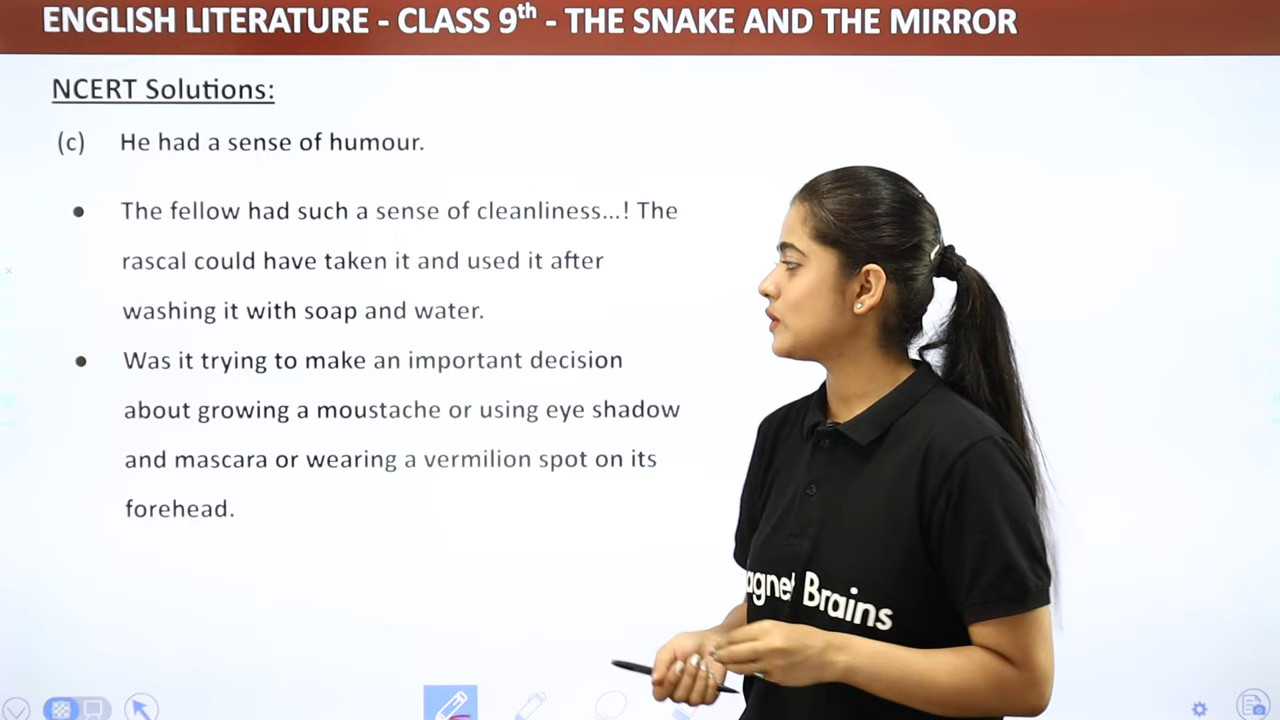 ENGLISH LITERATURE - CLASS 9th - THE SNAKE AND THE MIRROR
NCERT Solutions:
(c) He had a sense of humour.
● The fellow had such a sense of cleanliness...! The
rascal could have taken it and used it after
washing it with soap and water.
● Was it trying to make an important decision
about growing a moustache or using eye shadow
and mascara or wearing a vermilion spot on its
forehead.
agnet Brains